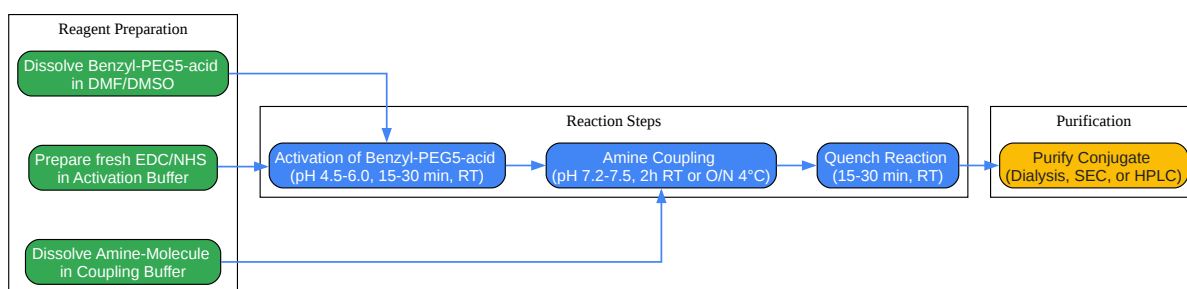 Reagent Preparation
Dissolve Benzyl-PEG5-acid
in DMF/DMSO
Prepare fresh EDC/NHS
in Activation Buffer
Dissolve Amine-Molecule
in Coupling Buffer
Reaction Steps
Activation of Benzyl-PEG5-acid
(pH 4.5-6.0, 15-30 min, RT)
Amine Coupling
(pH 7.2-7.5, 2h RT or O/N 4°C)
Quench Reaction
(15-30 min, RT)
Purification
Purify Conjugate
(Dialysis, SEC, or HPLC)